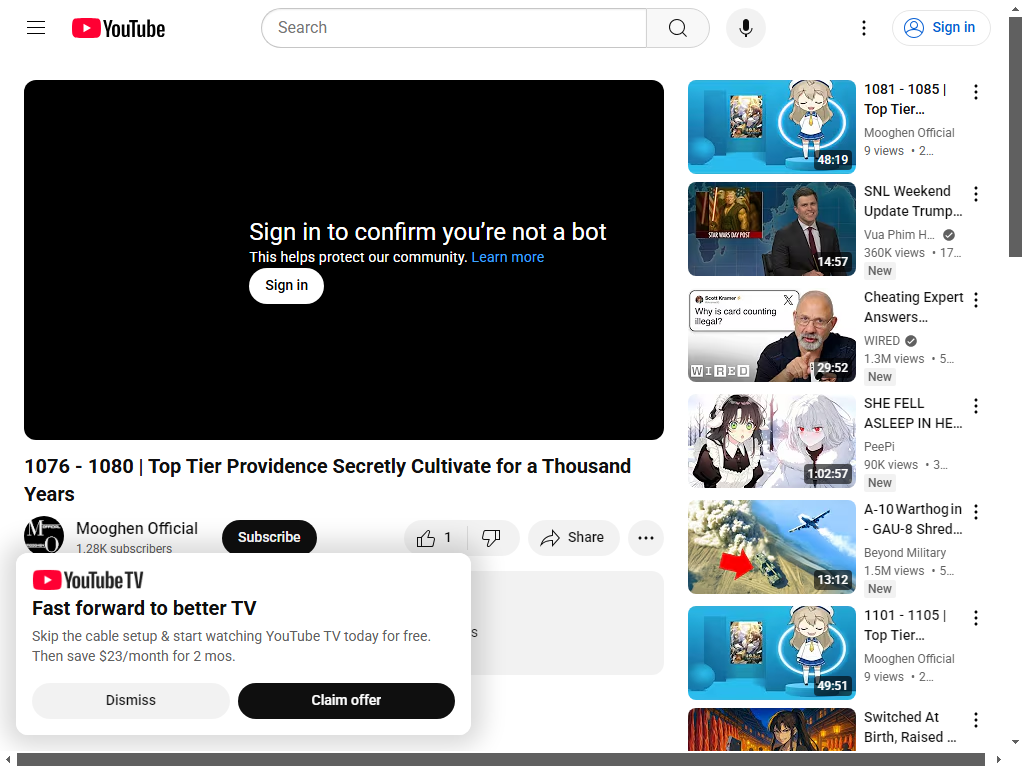 YouTube
Search
Sign in
Sign in to confirm you're not a bot
This helps protect our community. Learn more
Sign in
1076 - 1080 | Top Tier Providence Secretly Cultivate for a Thousand
Years
Mooghen Official
1.28K subscribers
Subscribe
1
Share
s
YouTube TV
Fast forward to better TV
Skip the cable setup & start watching YouTube TV today for free.
Then save $23/month for 2 mos.
Dismiss
Claim offer
48:19
1081 - 1085 |
Top Tier…
Mooghen Official
9 views • 2…
STAR WARS DAY POST
14:57
SNL Weekend
Update Trump…
Vua Phim H…
360K views • 17…
New
Scott Kramer
Why is card counting
illegal?
WIRED
29:52
Cheating Expert
Answers…
WIRED
1.3M views • 5…
New
1:02:57
SHE FELL
ASLEEP IN HE…
PeePi
90K views • 3…
New
13:12
A-10 Warthog in
- GAU-8 Shred…
Beyond Military
1.5M views • 5…
New
49:51
1101 - 1105 |
Top Tier…
Mooghen Official
9 views • 2…
Switched At
Birth, Raised …